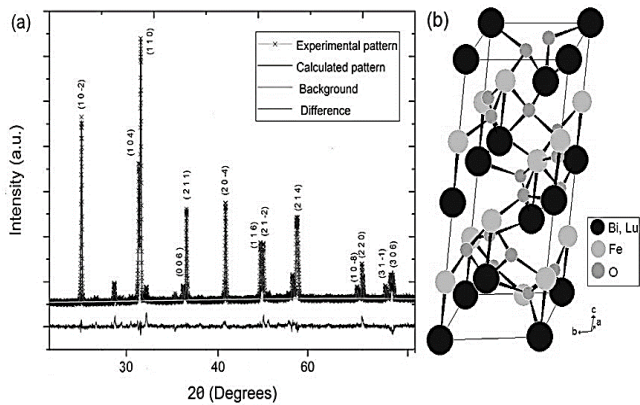 (a)
Intensity (a.u.)
(1 0 -2)
(1 0 4)
(1 1 0)
(0 0 6)
(2 1 1)
(2 0 -4)
(1 1 6)
(2 1 -2)
(2 1 4)
(1 0 -8)
(2 2 0)
(3 1 -1)
(3 0 6)
Experimental pattern
Calculated pattern
Background
Difference
30
40
50
60
2θ (Degrees)
(b)
Bi, Lu
Fe
O
c
b
a